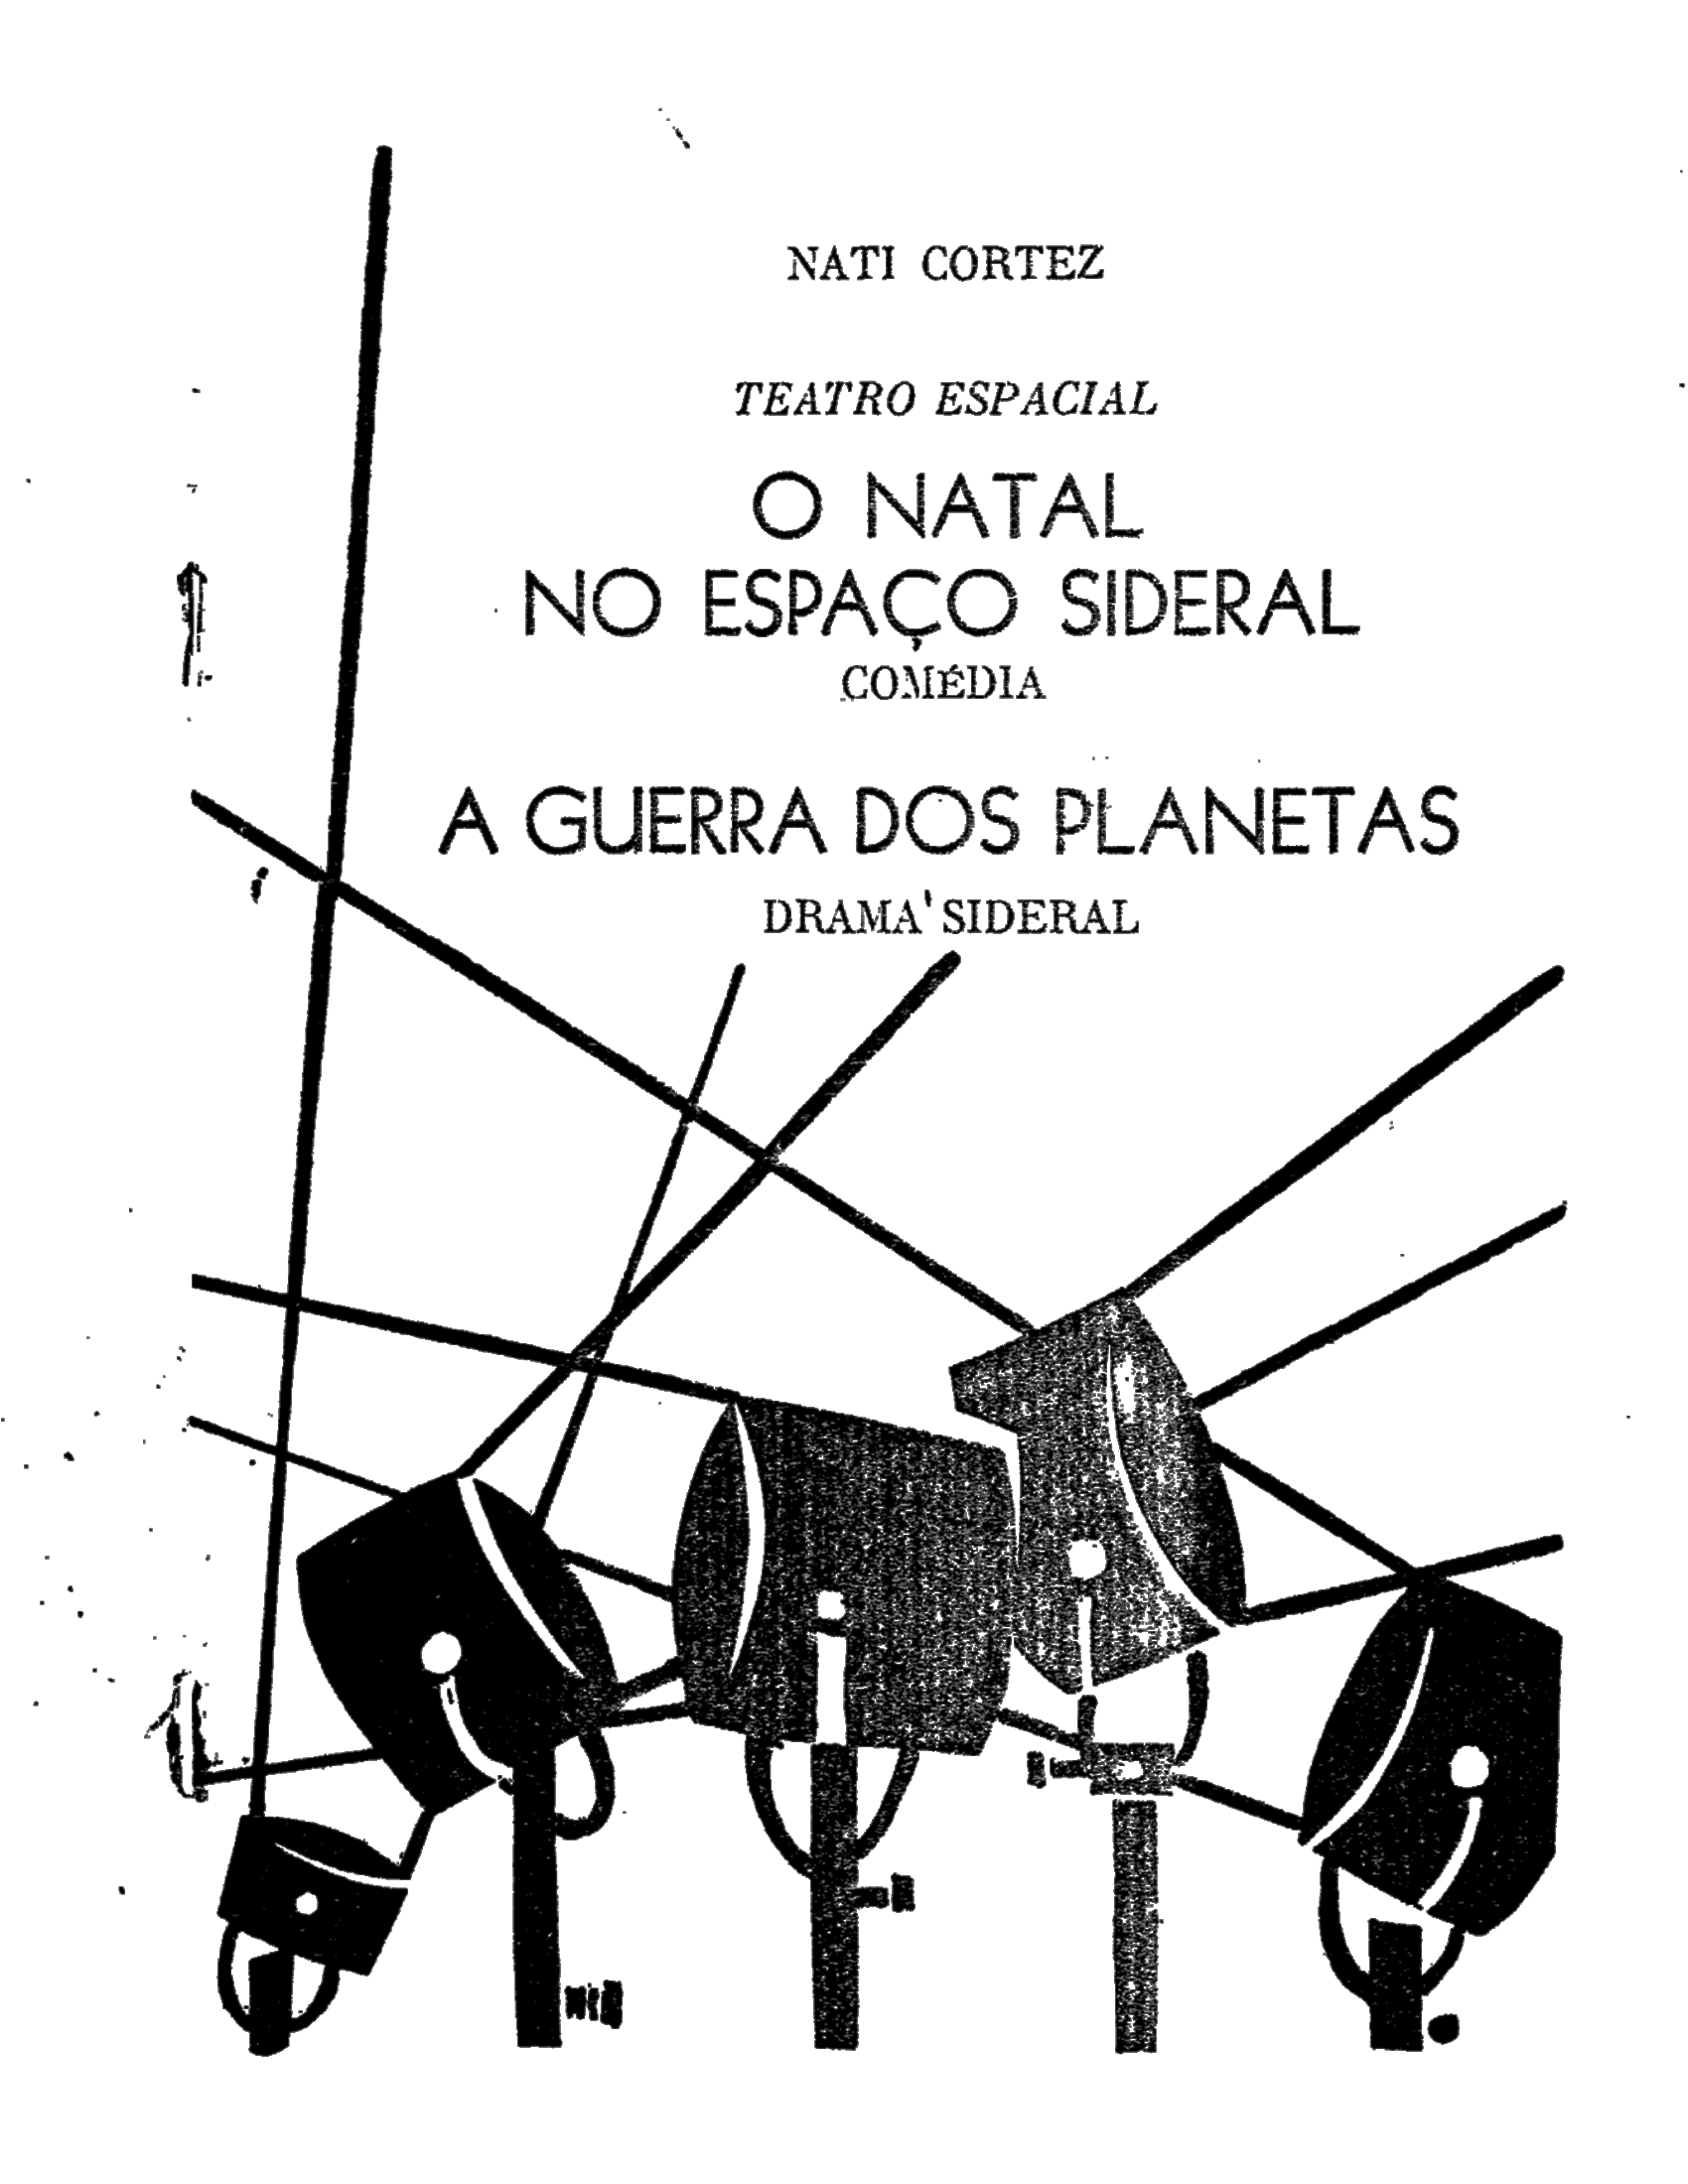 NATI CORTEZ
TEATRO ESPACIAL
O NATAL
NO ESPAÇO SIDERAL
COMÉDIA
A GUERRA DOS PLANETAS
DRAMA SIDERAL